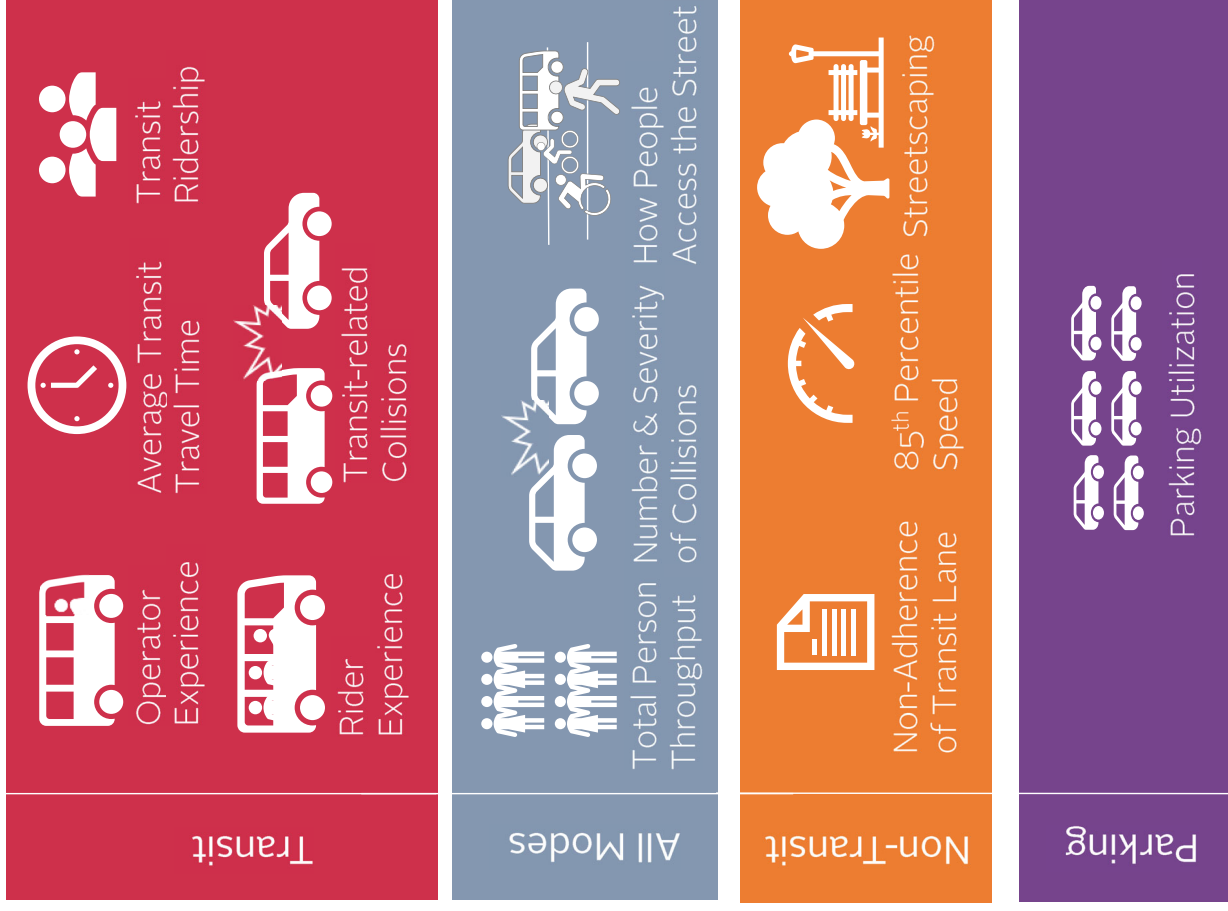 Transit
Operator
Experience
Average Transit
Travel Time
Transit
Ridership
Rider
Experience
Transit-related
Collisions
All Modes
Total Person
Throughput
Number & Severity
of Collisions
How People
Access the Street
Non-Transit
Non-Adherence
of Transit Lane
85th Percentile
Speed
Streetscaping
Parking
Parking Utilization